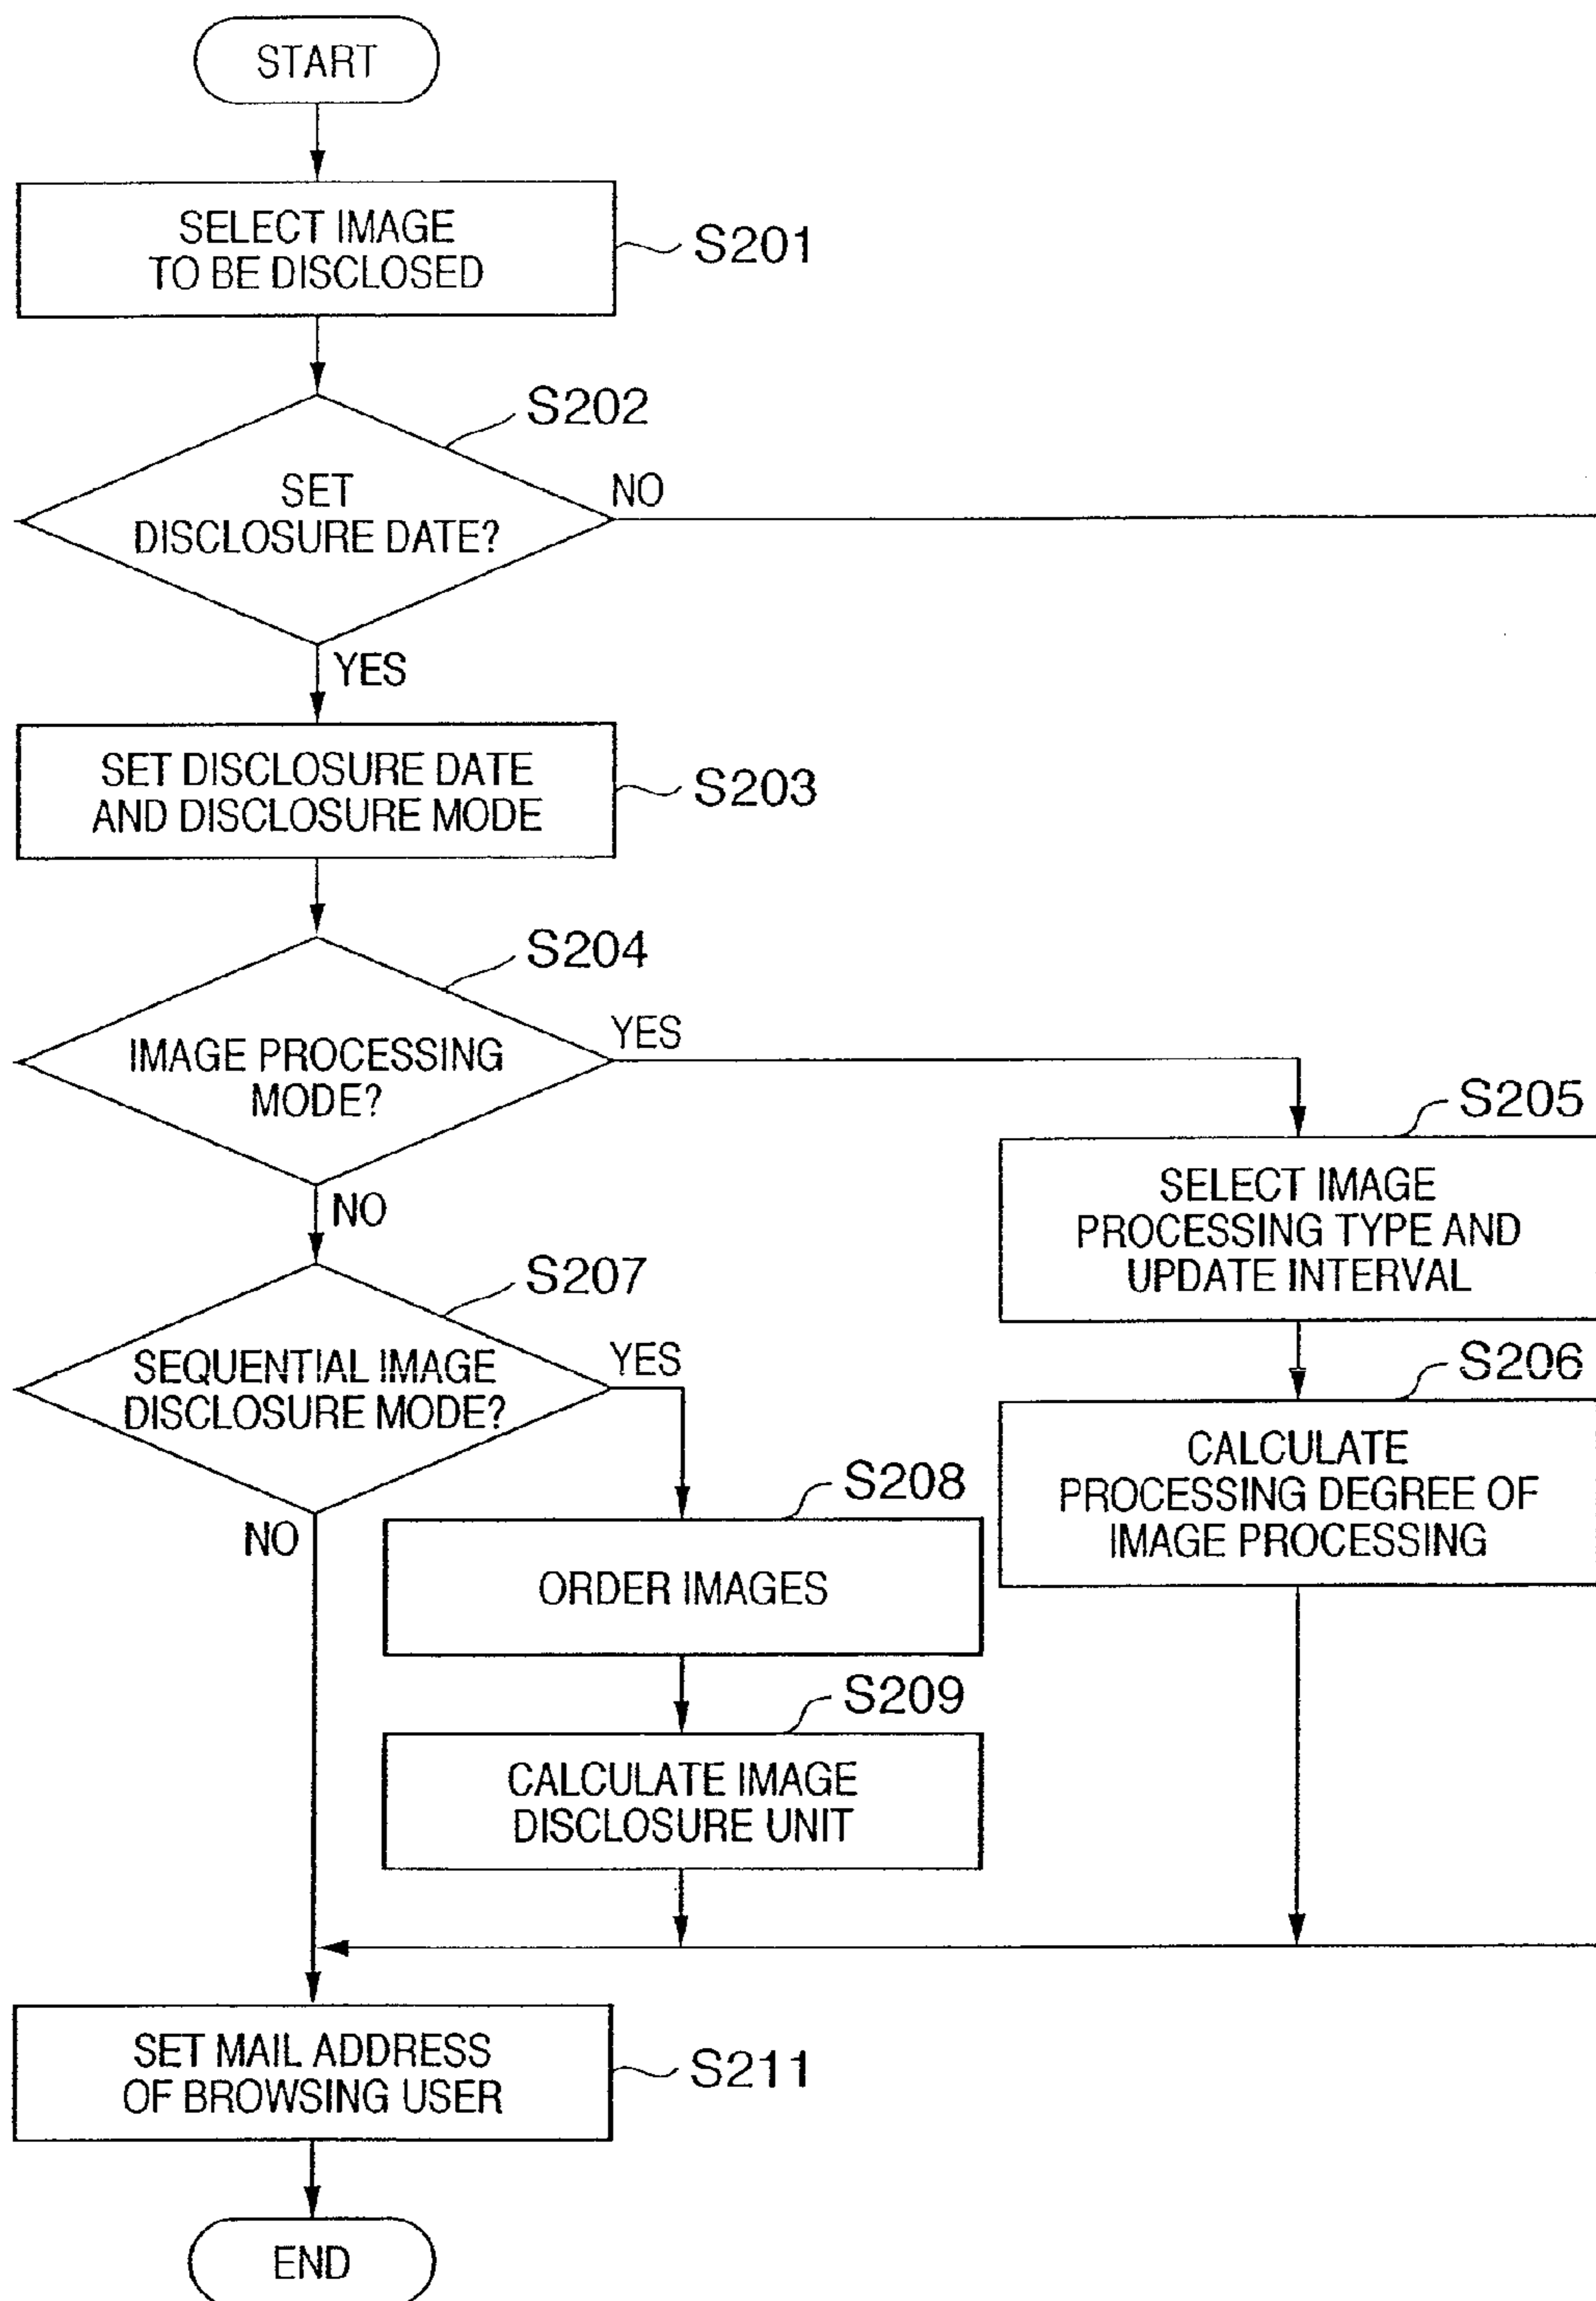 START
SELECT IMAGE
TO BE DISCLOSED
S201
S202
SET
DISCLOSURE DATE?
NO
YES
SET DISCLOSURE DATE
AND DISCLOSURE MODE
S203
S204
IMAGE PROCESSING
MODE?
YES
NO
S205
SELECT IMAGE
PROCESSING TYPE AND
UPDATE INTERVAL
S206
CALCULATE
PROCESSING DEGREE OF
IMAGE PROCESSING
S207
SEQUENTIAL IMAGE
DISCLOSURE MODE?
YES
NO
S208
ORDER IMAGES
S209
CALCULATE IMAGE
DISCLOSURE UNIT
SET MAIL ADDRESS
OF BROWSING USER
S211
END